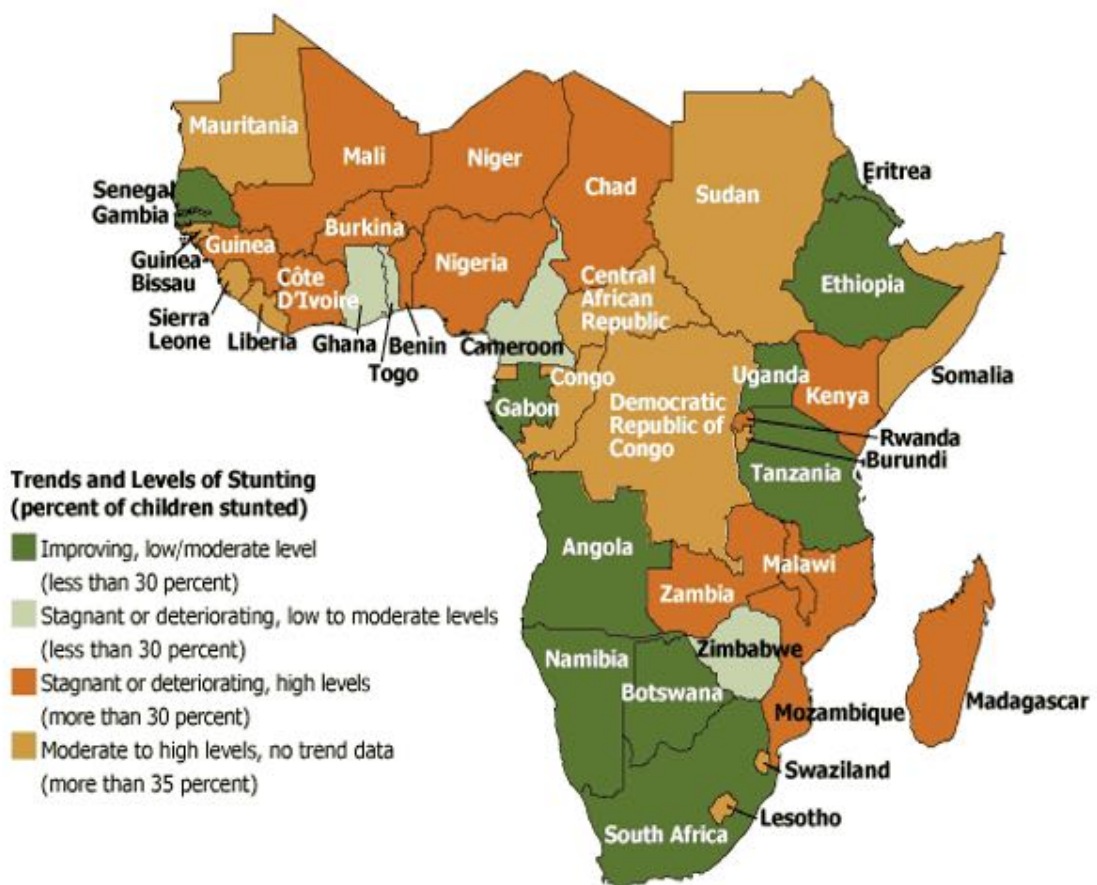 Mauritania
Mali
Niger
Chad
Sudan
Eritrea
Senegal
Gambia
Guinea
Burkina
Nigeria
Guinea-
Bissau
Côte
D'Ivoire
Central
African
Republic
Ethiopia
Sierra
Leone
Liberia
Ghana
Togo
Benin
Cameroon
Uganda
Kenya
Somalia
Congo
Gabon
Democratic
Republic of
Congo
Rwanda
Burundi
Tanzania
Trends and Levels of Stunting
(percent of children stunted)
Improving, low/moderate level
(less than 30 percent)
Stagnant or deteriorating, low to moderate levels
(less than 30 percent)
Stagnant or deteriorating, high levels
(more than 30 percent)
Moderate to high levels, no trend data
(more than 35 percent)
Angola
Malawi
Zambia
Zimbabwe
Namibia
Botswana
Mozambique
Madagascar
Swaziland
Lesotho
South Africa